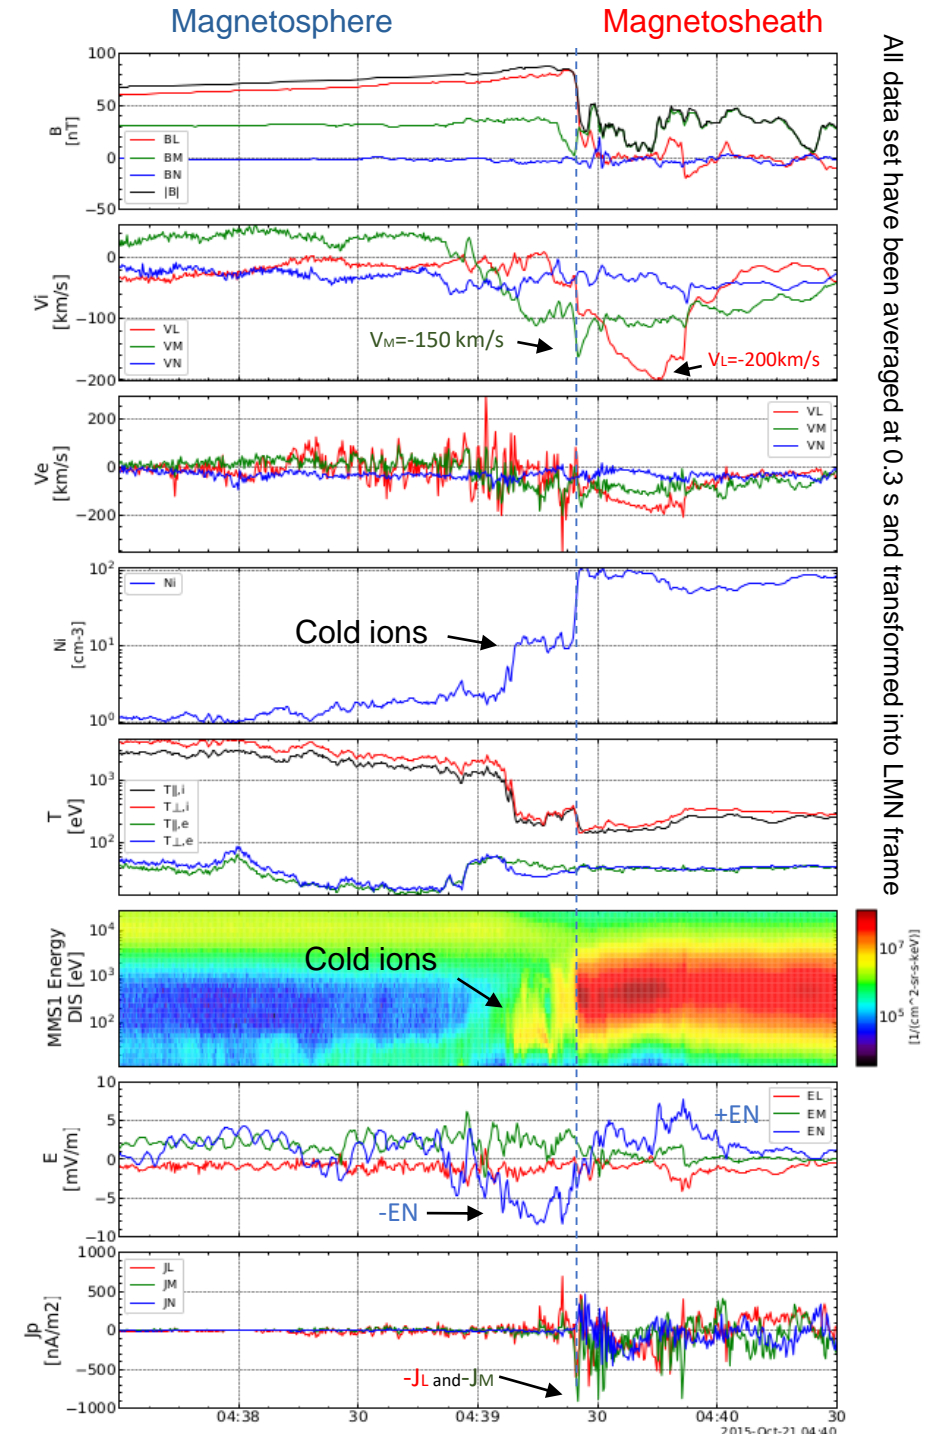 Magnetosphere
Magnetosheath
All data set have been averaged at 0.3 s and transformed into LMN frame
100
50
0
−50
B
[nT]
BL
BM
BN
|B|
0
−100
−200
Vi
[km/s]
VL
VM
VN
VM=-150 km/s
VL=-200km/s
200
0
−200
Ve
[km/s]
VL
VM
VN
10^2
10^1
10^0
Ni
[cm-3]
Ni
Cold ions
10^3
10^2
T
[eV]
T∥,i
T⊥,i
T∥,e
T⊥,e
10^4
10^3
10^2
MMS1 Energy
DIS [eV]
Cold ions
10^7
10^5
[1/(cm^2-sr-s-keV)]
10
5
0
−5
−10
E
[mV/m]
EL
EM
EN
+EN
-EN
1000
500
0
−500
−1000
Jp
[nA/m2]
JL
JM
JN
-JL and-JM
04:38
30
04:39
30
04:40
30
2015-Oct-21 04:40